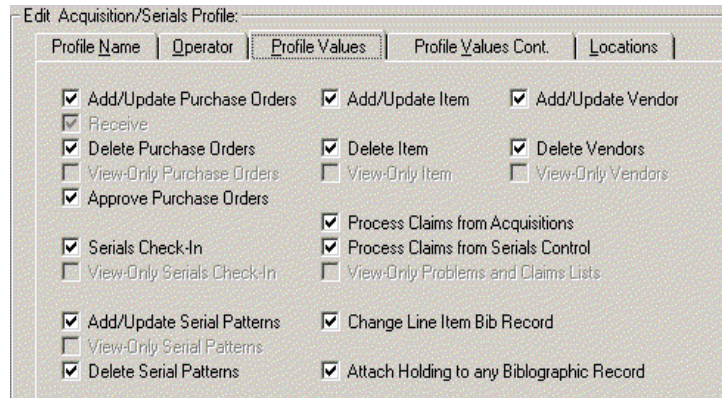 Edit Acquisition/Serials Profile:
Profile Name Operator Profile Values Profile Values Cont. Locations
Add/Update Purchase Orders Add/Update Item Add/Update Vendor
Receive
Delete Purchase Orders Delete Item Delete Vendors
View-Only Purchase Orders View-Only Item View-Only Vendors
Approve Purchase Orders
Process Claims from Acquisitions
Serials Check-In Process Claims from Serials Control
View-Only Serials Check-In View-Only Problems and Claims Lists
Add/Update Serial Patterns Change Line Item Bib Record
View-Only Serial Patterns
Delete Serial Patterns Attach Holding to any Biblographic Record